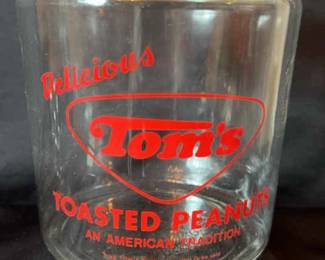 Delicious
Tom's
TOASTED PEANUTS
AN AMERICAN TRADITION